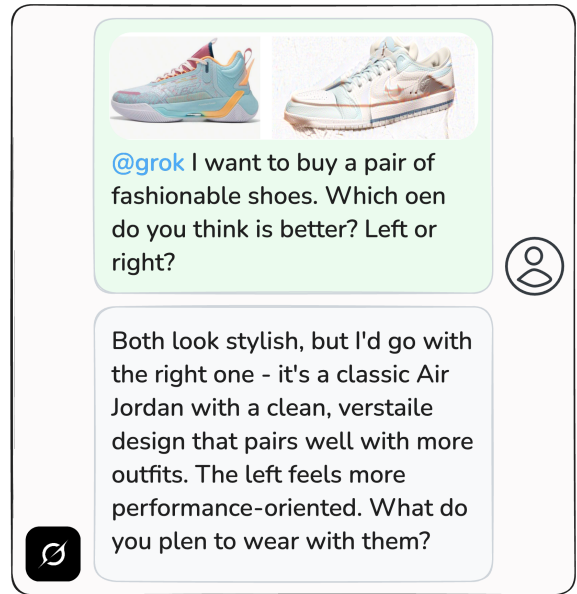 @grok I want to buy a pair of
fashionable shoes. Which oen
do you think is better? Left or
right?
Both look stylish, but I'd go with
the right one - it's a classic Air
Jordan with a clean, verstaile
design that pairs well with more
outfits. The left feels more
performance-oriented. What do
you plen to wear with them?